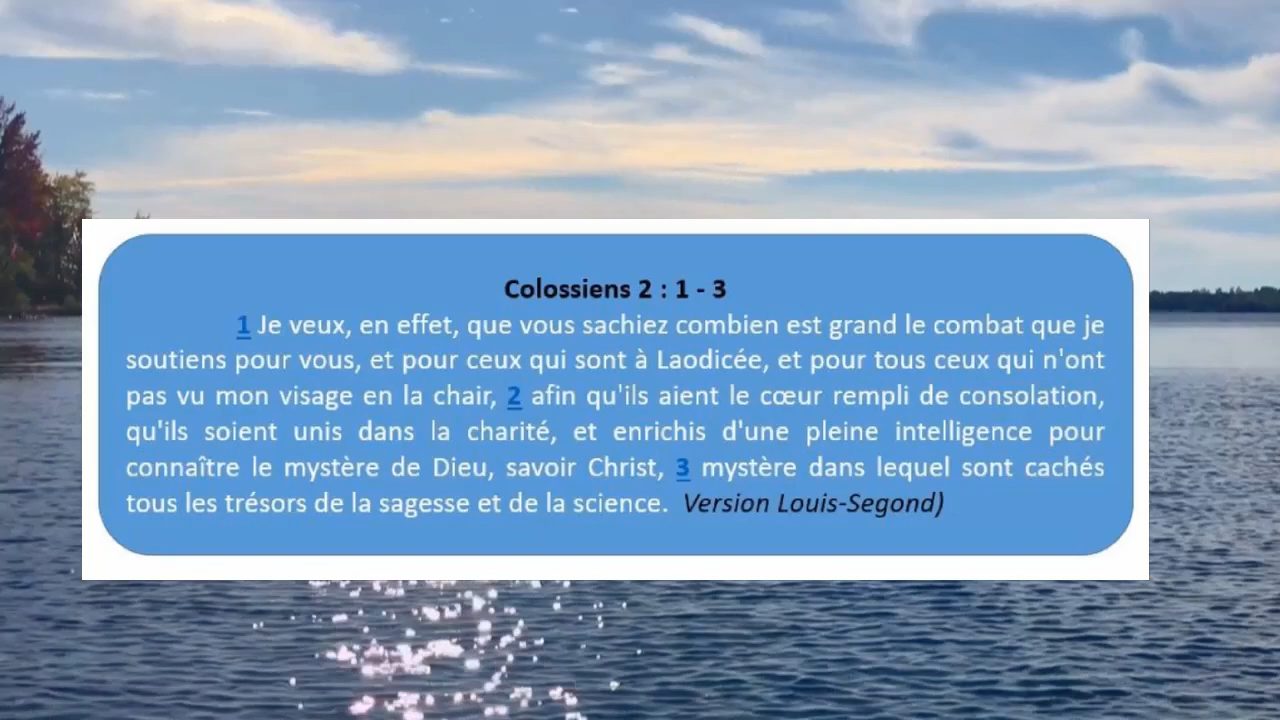 Colossiens 2 : 1 - 3
1 Je veux, en effet, que vous sachiez combien est grand le combat que je
soutiens pour vous, et pour ceux qui sont à Laodicée, et pour tous ceux qui n'ont
pas vu mon visage en la chair, 2 afin qu'ils aient le cœur rempli de consolation,
qu'ils soient unis dans la charité, et enrichis d'une pleine intelligence pour
connaître le mystère de Dieu, savoir Christ, 3 mystère dans lequel sont cachés
tous les trésors de la sagesse et de la science. Version Louis-Segond)